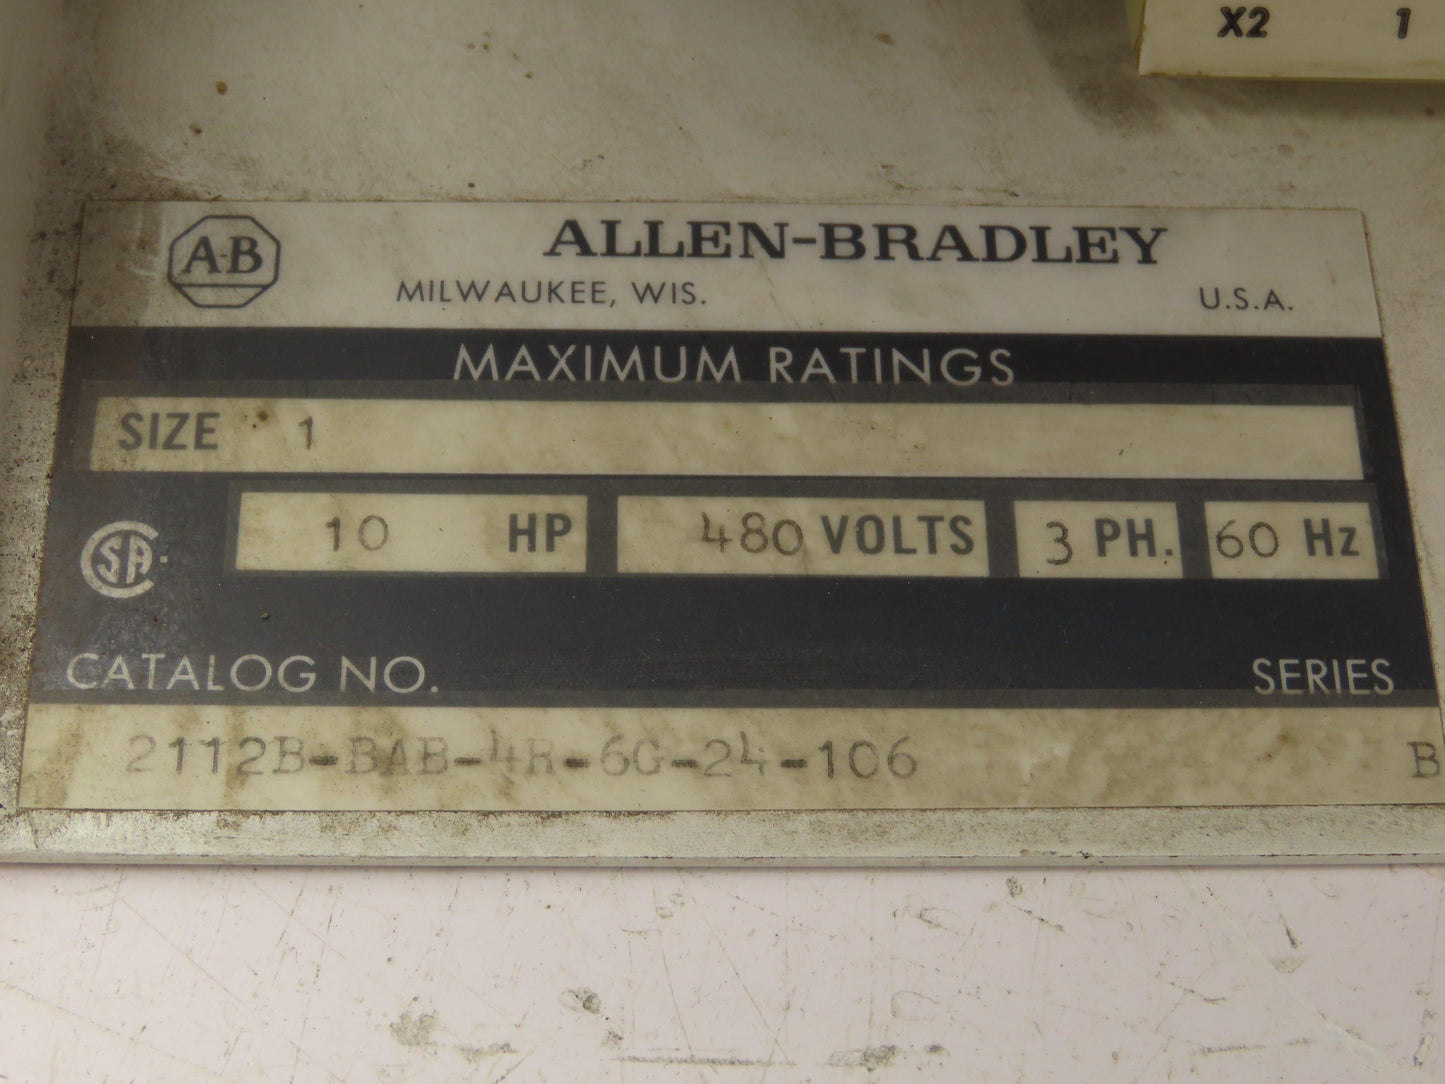 X2 1
A-B
ALLEN-BRADLEY
MILWAUKEE, WIS. U.S.A.
MAXIMUM RATINGS
SIZE 1
CSA
10 HP 480 VOLTS 3 PH. 60 Hz
CATALOG NO. SERIES
2112B-BAB-4R-6G-24-106 B